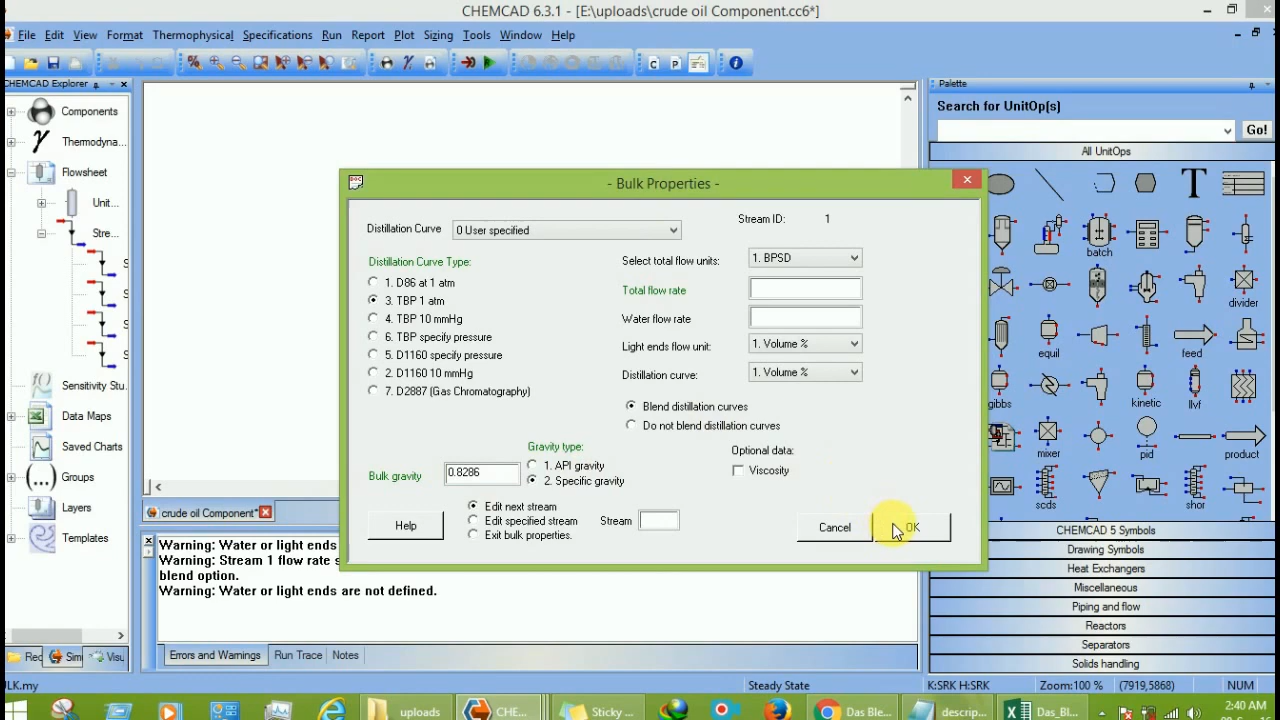 CHEMCAD 6.3.1 - [E:\uploads\crude oil Component.cc6*]
File Edit View Format Thermophysical Specifications Run Report Plot Sizing Tools Window Help
CHEMCAD Explorer
Palette
Components
Thermodyna...
Flowsheet
Unit...
Stre...
Sensitivity Stu..
Data Maps
Saved Charts
Groups
Layers
Templates
Search for UnitOp(s)
Go!
All UnitOps
batch
divider
equil
feed
gibbs
kinetic
llvf
mixer
pid
product
scds
shor
CHEMCAD 5 Symbols
Drawing Symbols
Heat Exchangers
Miscellaneous
Piping and flow
Reactors
Separators
Solids handling
- Bulk Properties -
Distillation Curve
0 User specified
Stream ID: 1
Distillation Curve Type:
1. D86 at 1 atm
3. TBP 1 atm
4. TBP 10 mmHg
6. TBP specify pressure
5. D1160 specify pressure
2. D1160 10 mmHg
7. D2887 (Gas Chromatography)
Select total flow units: 1. BPSD
Total flow rate
Water flow rate
Light ends flow unit: 1. Volume %
Distillation curve: 1. Volume %
Blend distillation curves
Do not blend distillation curves
Gravity type:
Bulk gravity 0.8286
1. API gravity
2. Specific gravity
Optional data:
Viscosity
Help
Edit next stream
Edit specified stream
Exit bulk properties.
Stream
Cancel
OK
crude oil Component*
Warning: Water or light ends
Warning: Stream 1 flow rate s
blend option.
Warning: Water or light ends are not defined.
Errors and Warnings Run Trace Notes
Rec Sim Visu
LK.my
Steady State
K:SRK H:SRK Zoom:100 % (7919,5868) NUM
uploads
CHE...
Sticky ...
Das Ble...
descrip...
Das_Bl...
2:40 AM